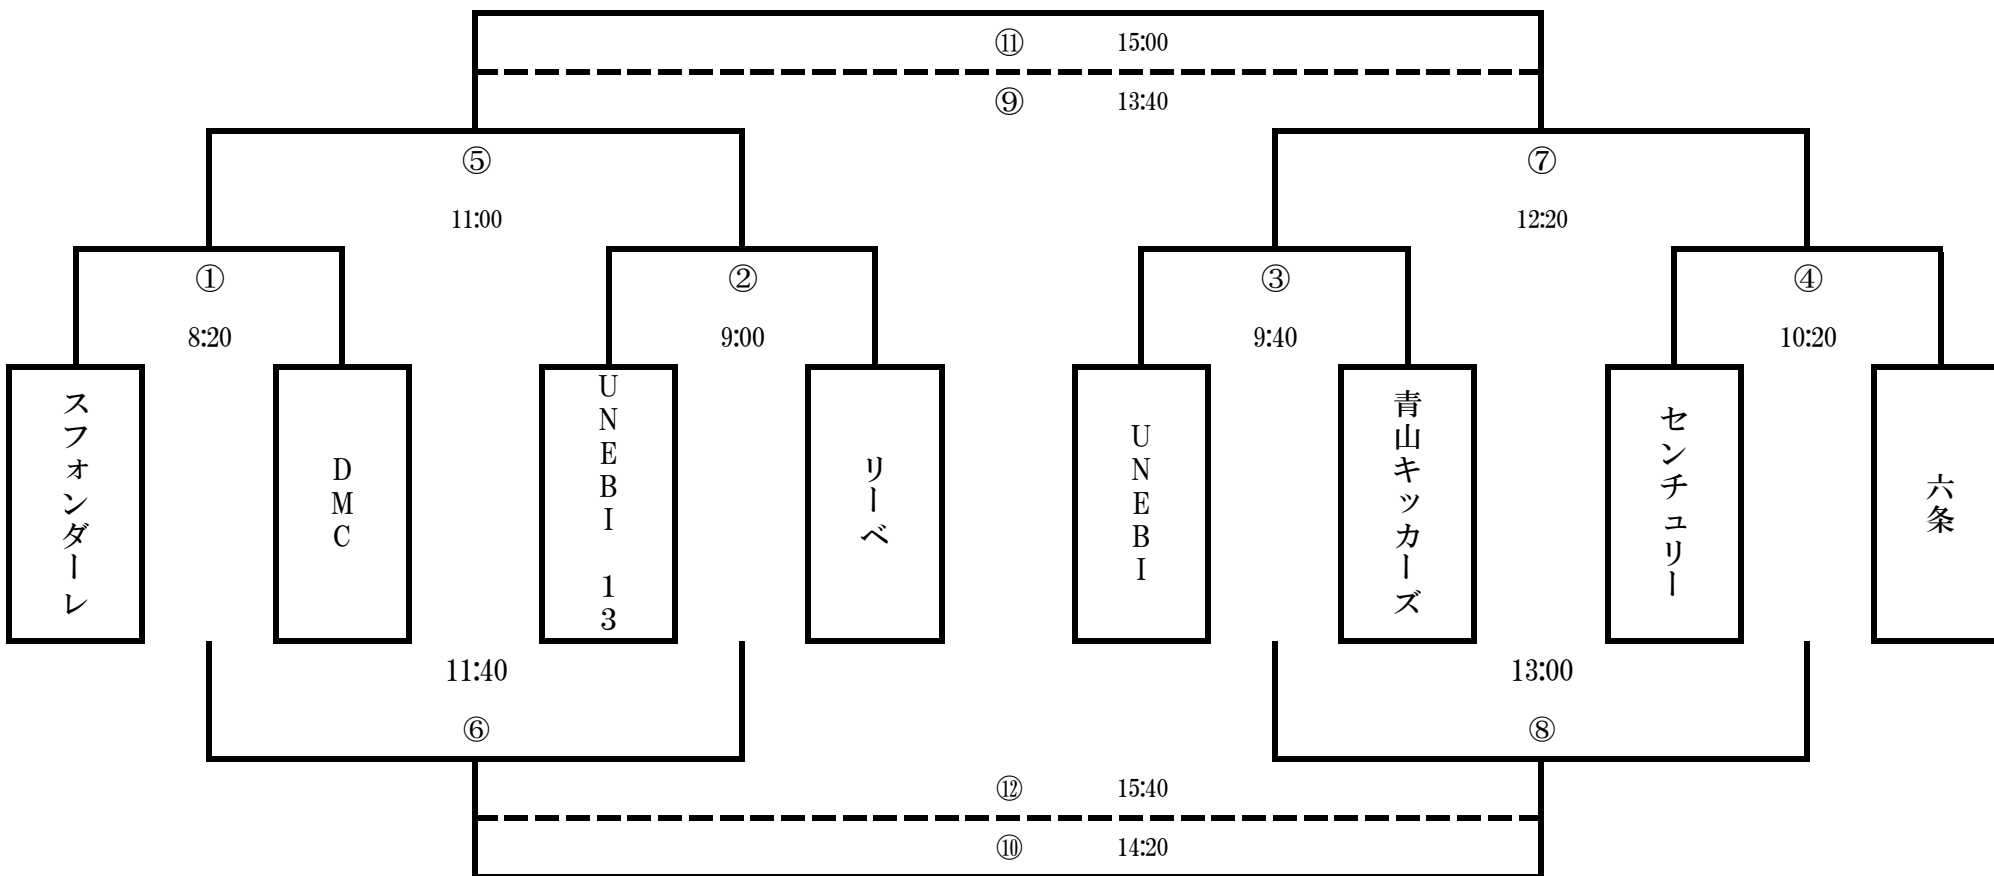 ⑪ 15:00
⑨ 13:40
⑤ ⑦
11:00 12:20
① ② ③ ④
8:20 9:00 9:40 10:20
スフォンダーレ
DMC
UNEBI 13
リーベ
UNEBI
青山キッカーズ
センチュリー
六条
11:40 13:00
⑥ ⑧
⑫ 15:40
⑩ 14:20